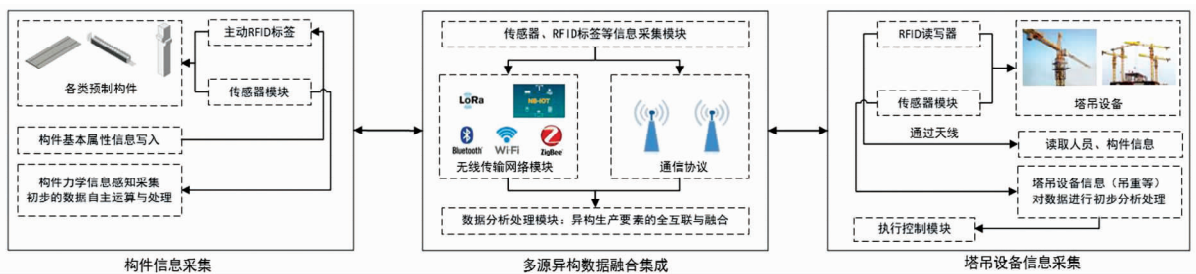 各类预制构件
主动RFID标签
传感器模块
构件基本属性信息写入
构件力学信息感知采集
初步的数据自主运算与处理
构件信息采集
传感器、RFID标签等信息采集模块
LoRa
NB-IOT
Bluetooth
Wi-Fi
ZigBee
无线传输网络模块
通信协议
数据分析处理模块：异构生产要素的全互联与融合
多源异构数据融合集成
RFID读写器
传感器模块
塔吊设备
通过天线
读取人员、构件信息
塔吊设备信息（吊重等）
对数据进行初步分析处理
执行控制模块
塔吊设备信息采集